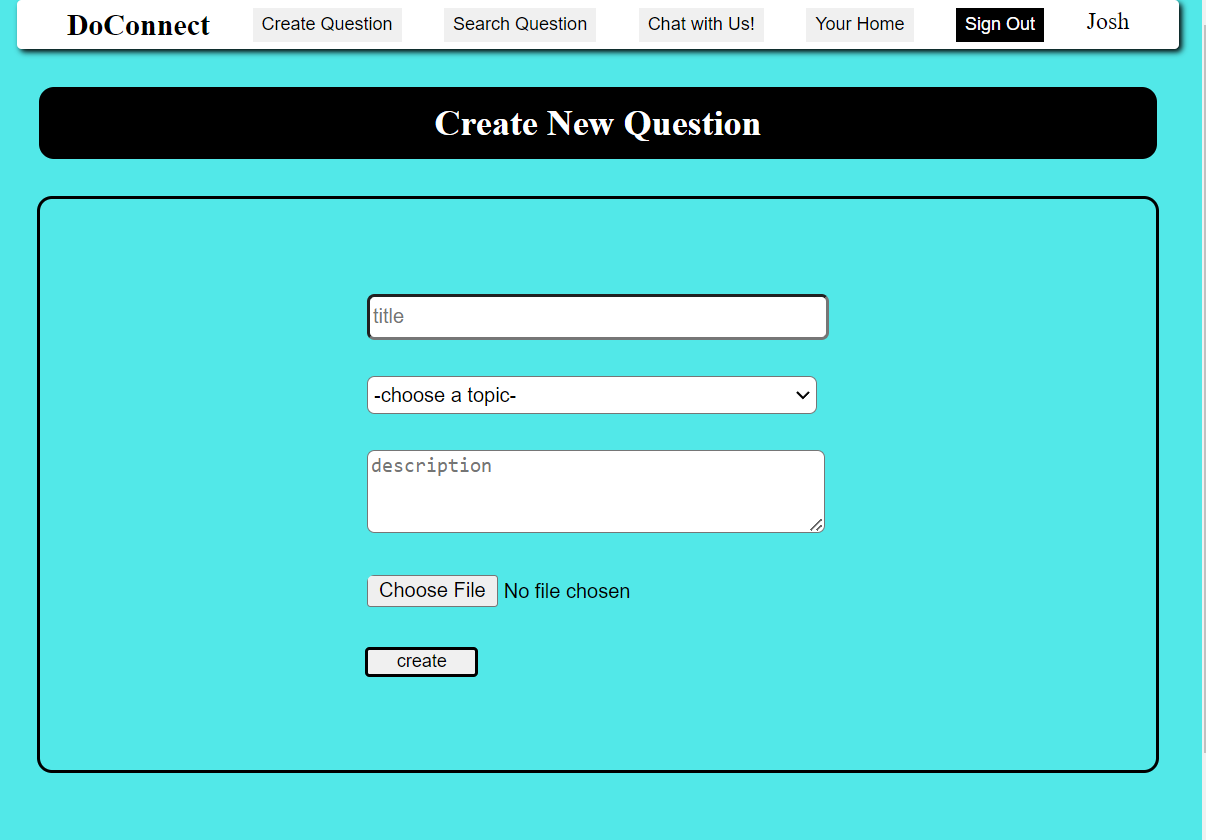 DoConnect Create Question Search Question Chat with Us! Your Home Sign Out Josh
Create New Question
title
-choose a topic-
description
Choose File No file chosen
create